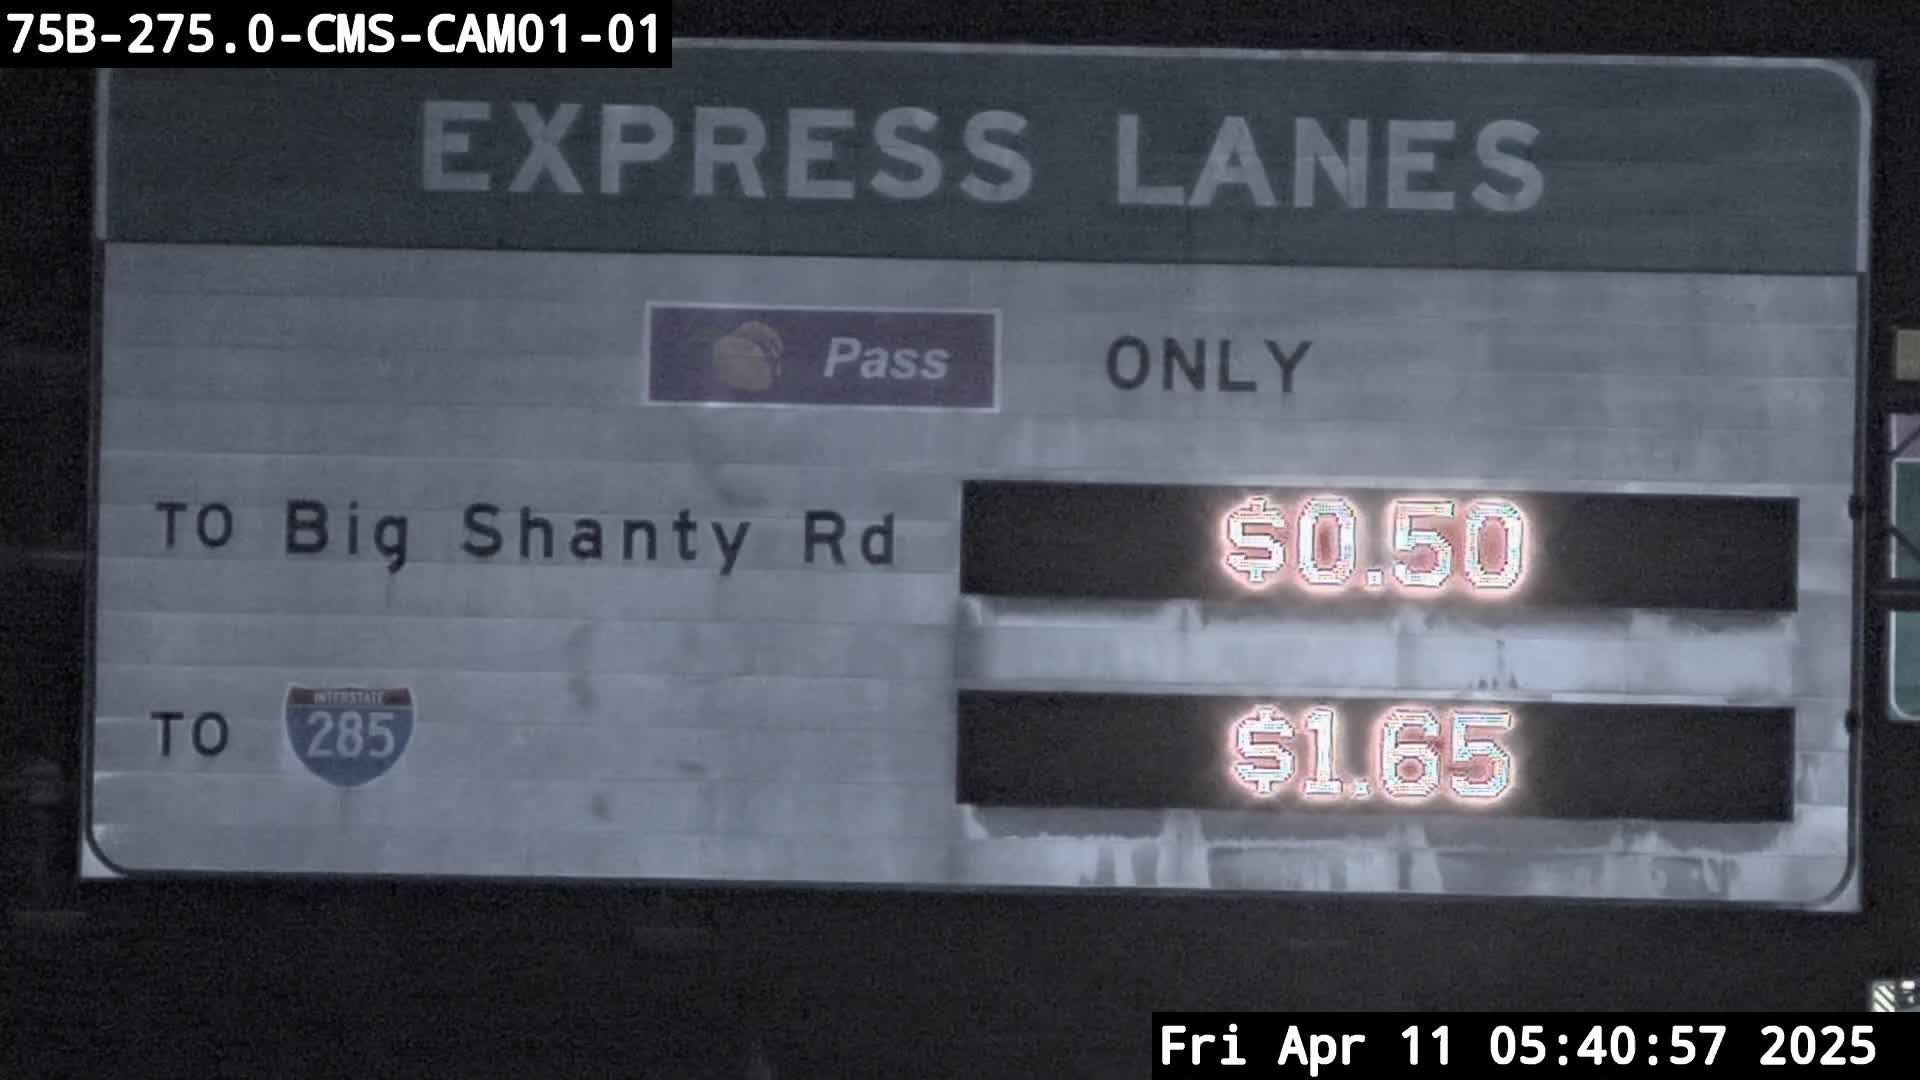 75B-275.0-CMS-CAM01-01
EXPRESS LANES
Pass ONLY
TO Big Shanty Rd $0.50
INTERSTATE
TO 285 $1.65
Fri Apr 11 05:40:57 2025